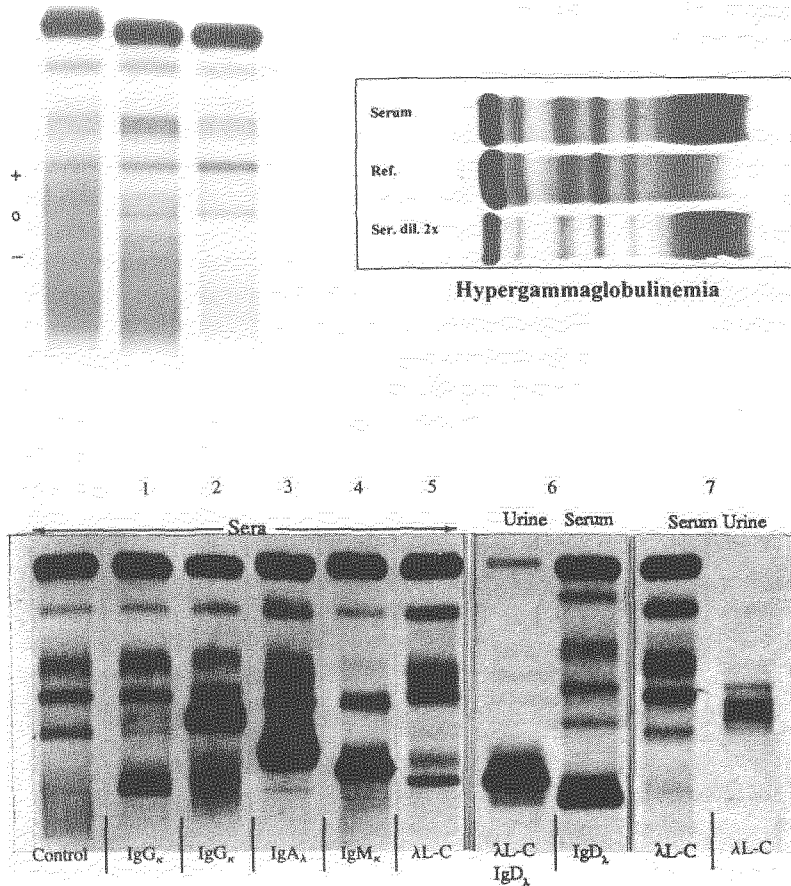 +
o
–
Serum
Ref.
Ser. dil. 2x
Hypergammaglobulinemia
1 2 3 4 5 6 7
Sera Urine Serum Serum Urine
Control IgGκ IgGκ IgAλ IgMκ λL-C λL-C IgDλ λL-C λL-C
IgDλ